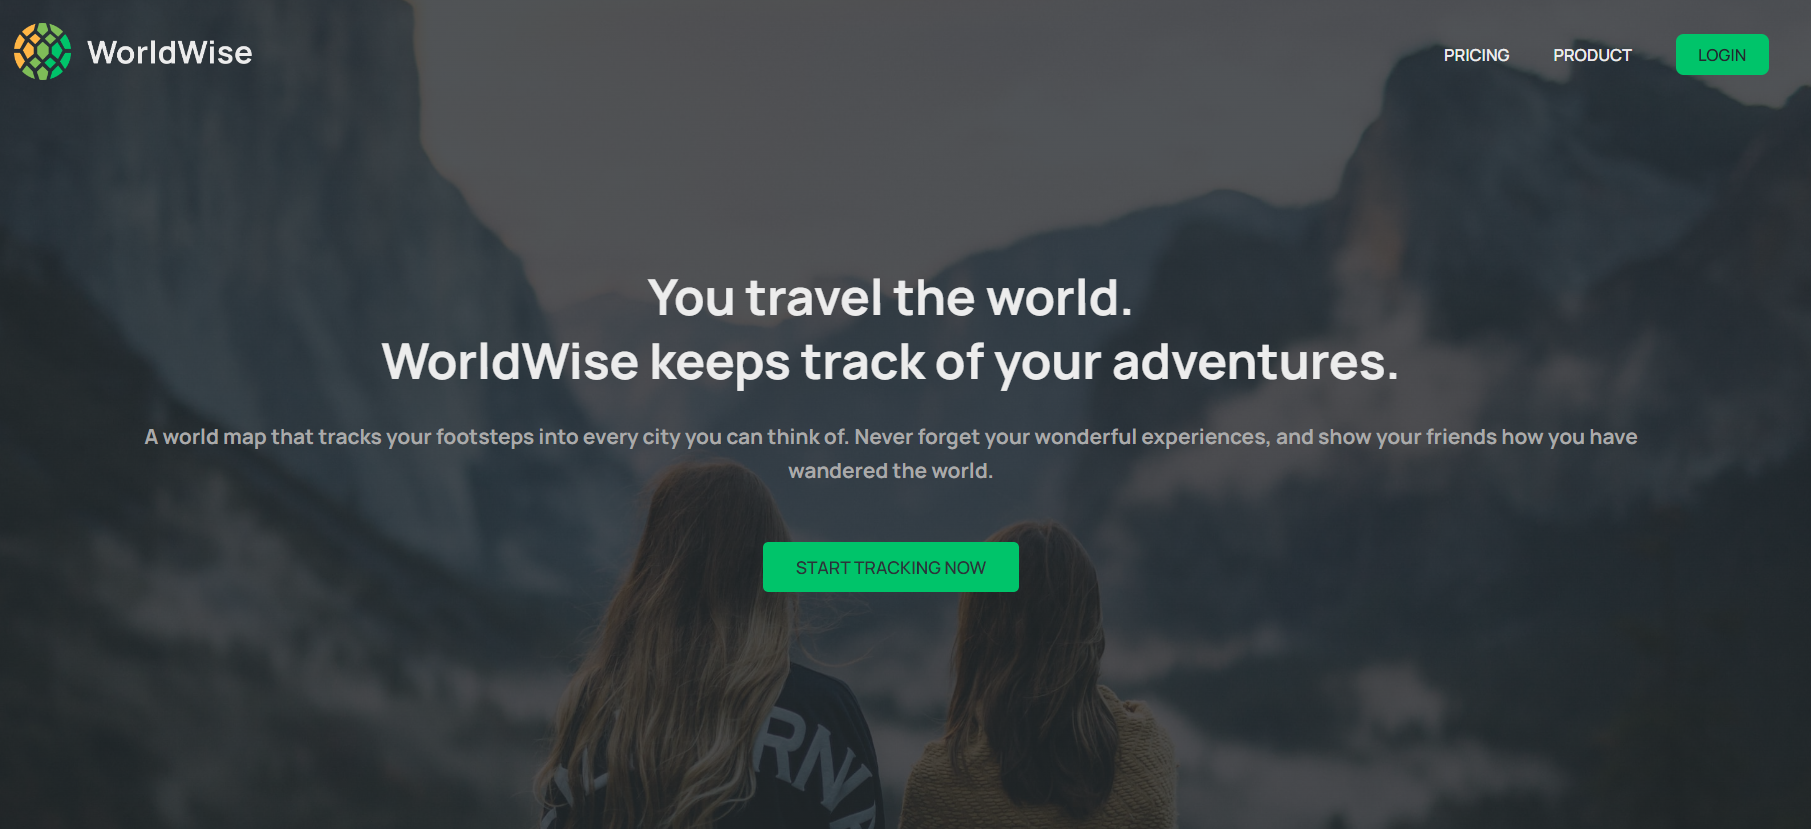 WorldWise
PRICING
PRODUCT
LOGIN
You travel the world.
WorldWise keeps track of your adventures.
A world map that tracks your footsteps into every city you can think of. Never forget your wonderful experiences, and show your friends how you have
wandered the world.
START TRACKING NOW